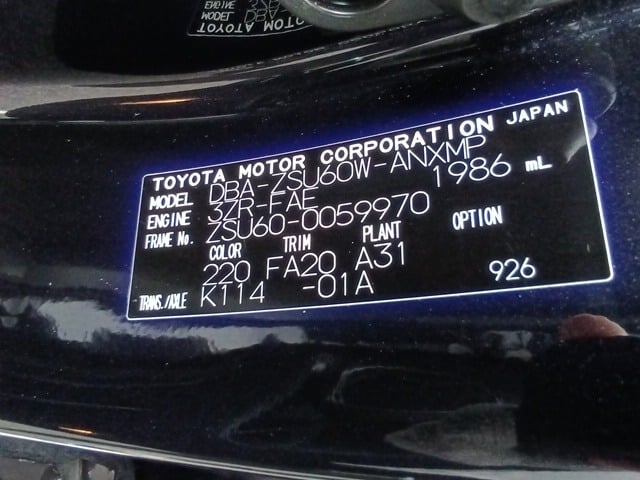 TOYOTA MOTOR CORPORATION JAPAN
MODEL DBA-ZSU60W-ANXMP
ENGINE 3ZR-FAE 1986 mL
FRAME No. ZSU60-0059970
COLOR TRIM PLANT OPTION
220 FA20 A31
TRANS./AXLE K114 -01A 926